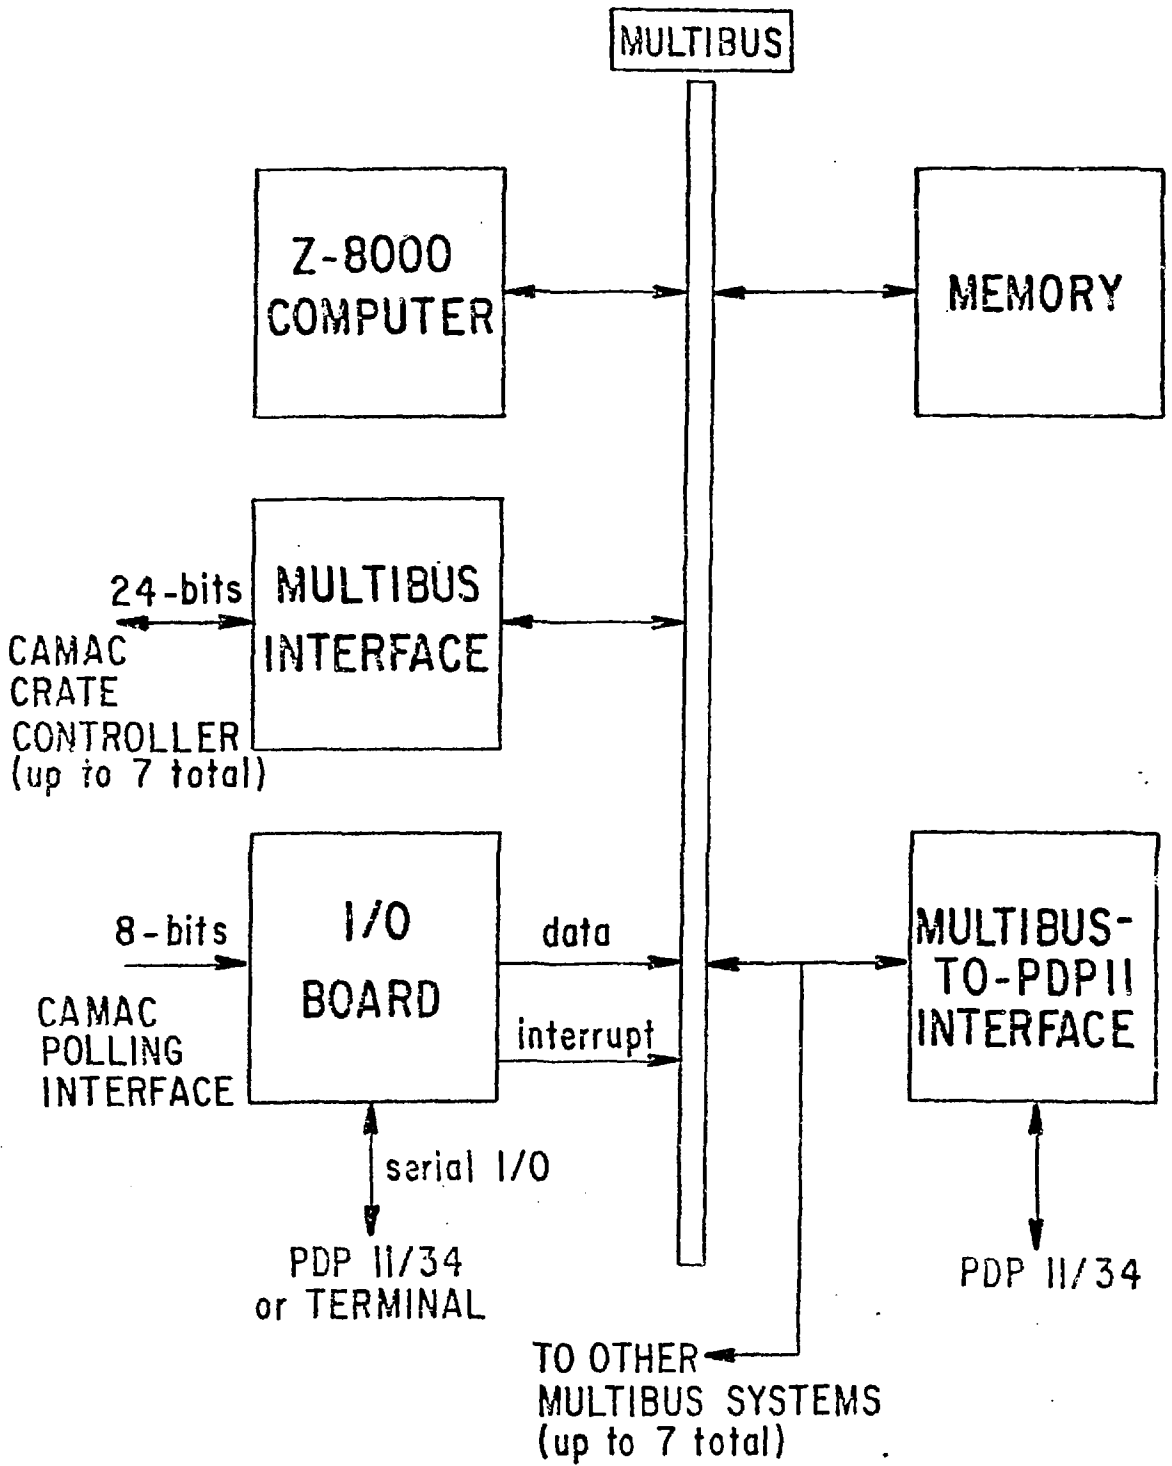 MULTIBUS
Z-8000
COMPUTER
MEMORY
24-bits
CAMAC
CRATE
CONTROLLER
(up to 7 total)
MULTIBUS
INTERFACE
8-bits
CAMAC
POLLING
INTERFACE
I/O
BOARD
data
interrupt
MULTIBUS-
TO-PDP11
INTERFACE
serial I/O
PDP 11/34
or TERMINAL
PDP 11/34
TO OTHER
MULTIBUS SYSTEMS
(up to 7 total)